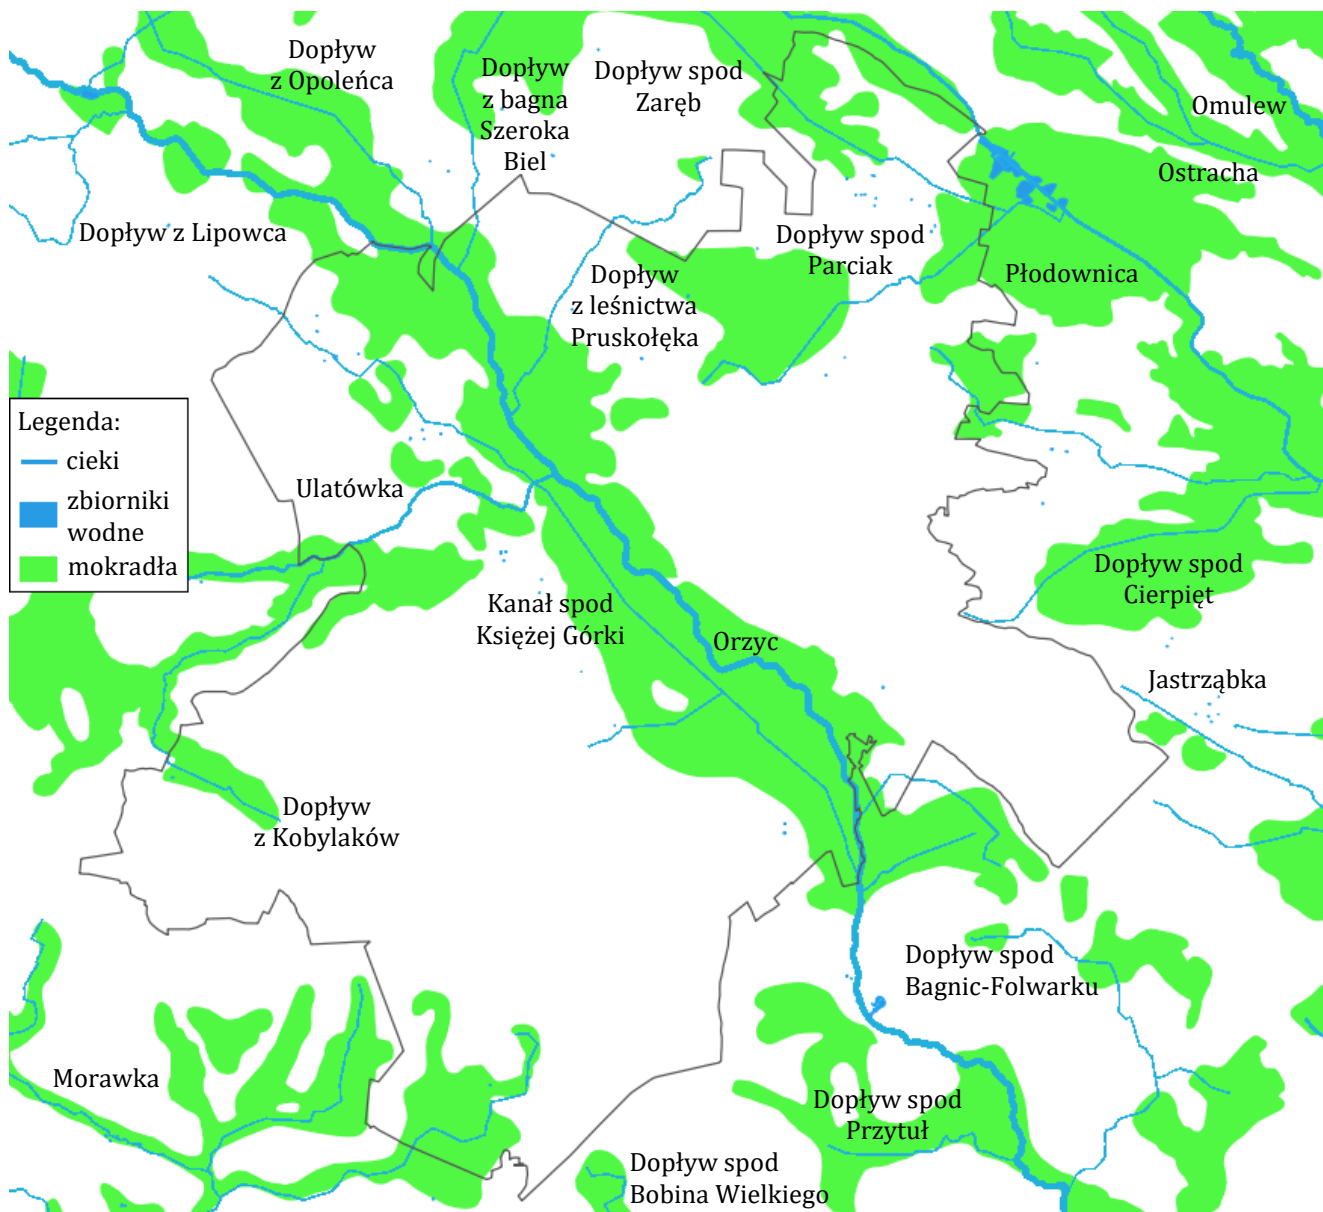 Dopływ
z Opoleńca
Dopływ
z bagna
Szeroka
Biel
Dopływ spod
Zaręb
Omulew
Ostracha
Dopływ z Lipowca
Dopływ spod
Parciak
Płodownica
Dopływ
z leśnictwa
Pruskołęka
Legenda:
cieki
zbiorniki
wodne
mokradła
Ulatówka
Dopływ spod
Cierpięt
Kanał spod
Księżej Górki
Orzyc
Jastrząbka
Dopływ
z Kobylaków
Dopływ spod
Bagnic-Folwarku
Morawka
Dopływ spod
Przytuł
Dopływ spod
Bobina Wielkiego